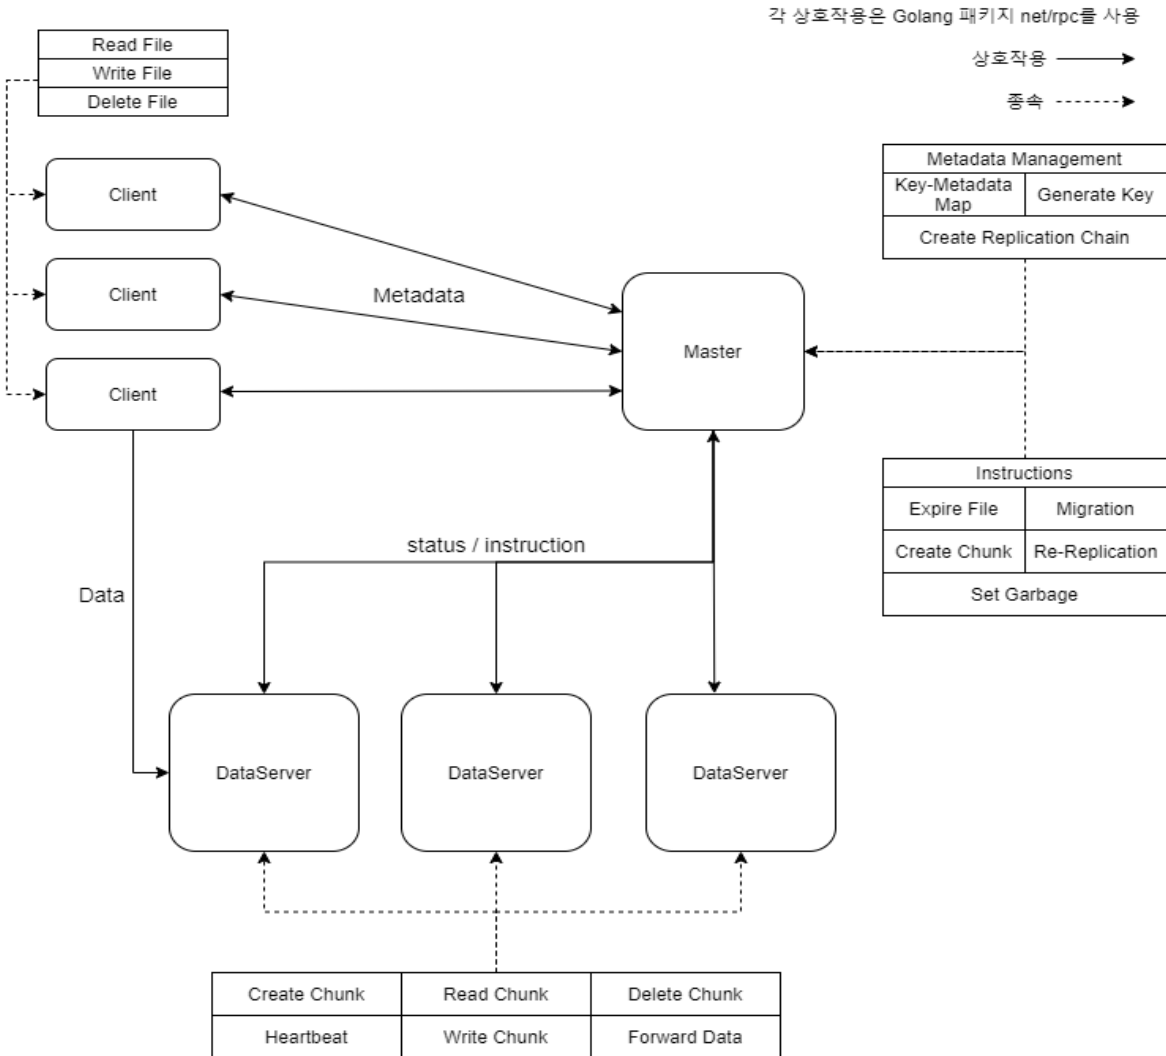 각 상호작용은 Golang 패키지 net/rpc를 사용
상호작용
종속
Read File
Write File
Delete File
Client
Client
Client
Metadata
Master
Metadata Management
Key-Metadata
Map
Generate Key
Create Replication Chain
Instructions
Expire File
Migration
Create Chunk
Re-Replication
Set Garbage
status / instruction
Data
DataServer
DataServer
DataServer
Create Chunk
Read Chunk
Delete Chunk
Heartbeat
Write Chunk
Forward Data